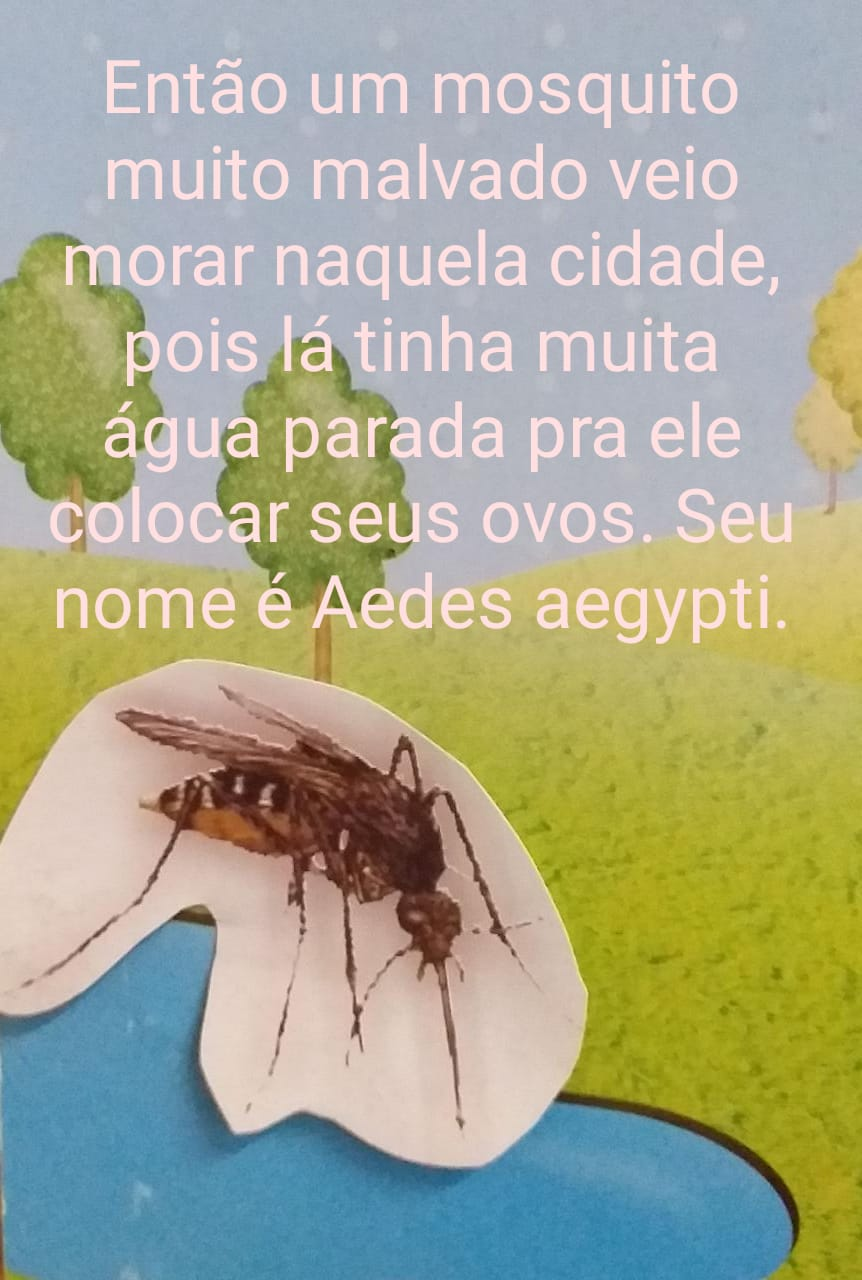 Então um mosquito
muito malvado veio
morar naquela cidade,
pois lá tinha muita
água parada pra ele
colocar seus ovos. Seu
nome é Aedes aegypti.